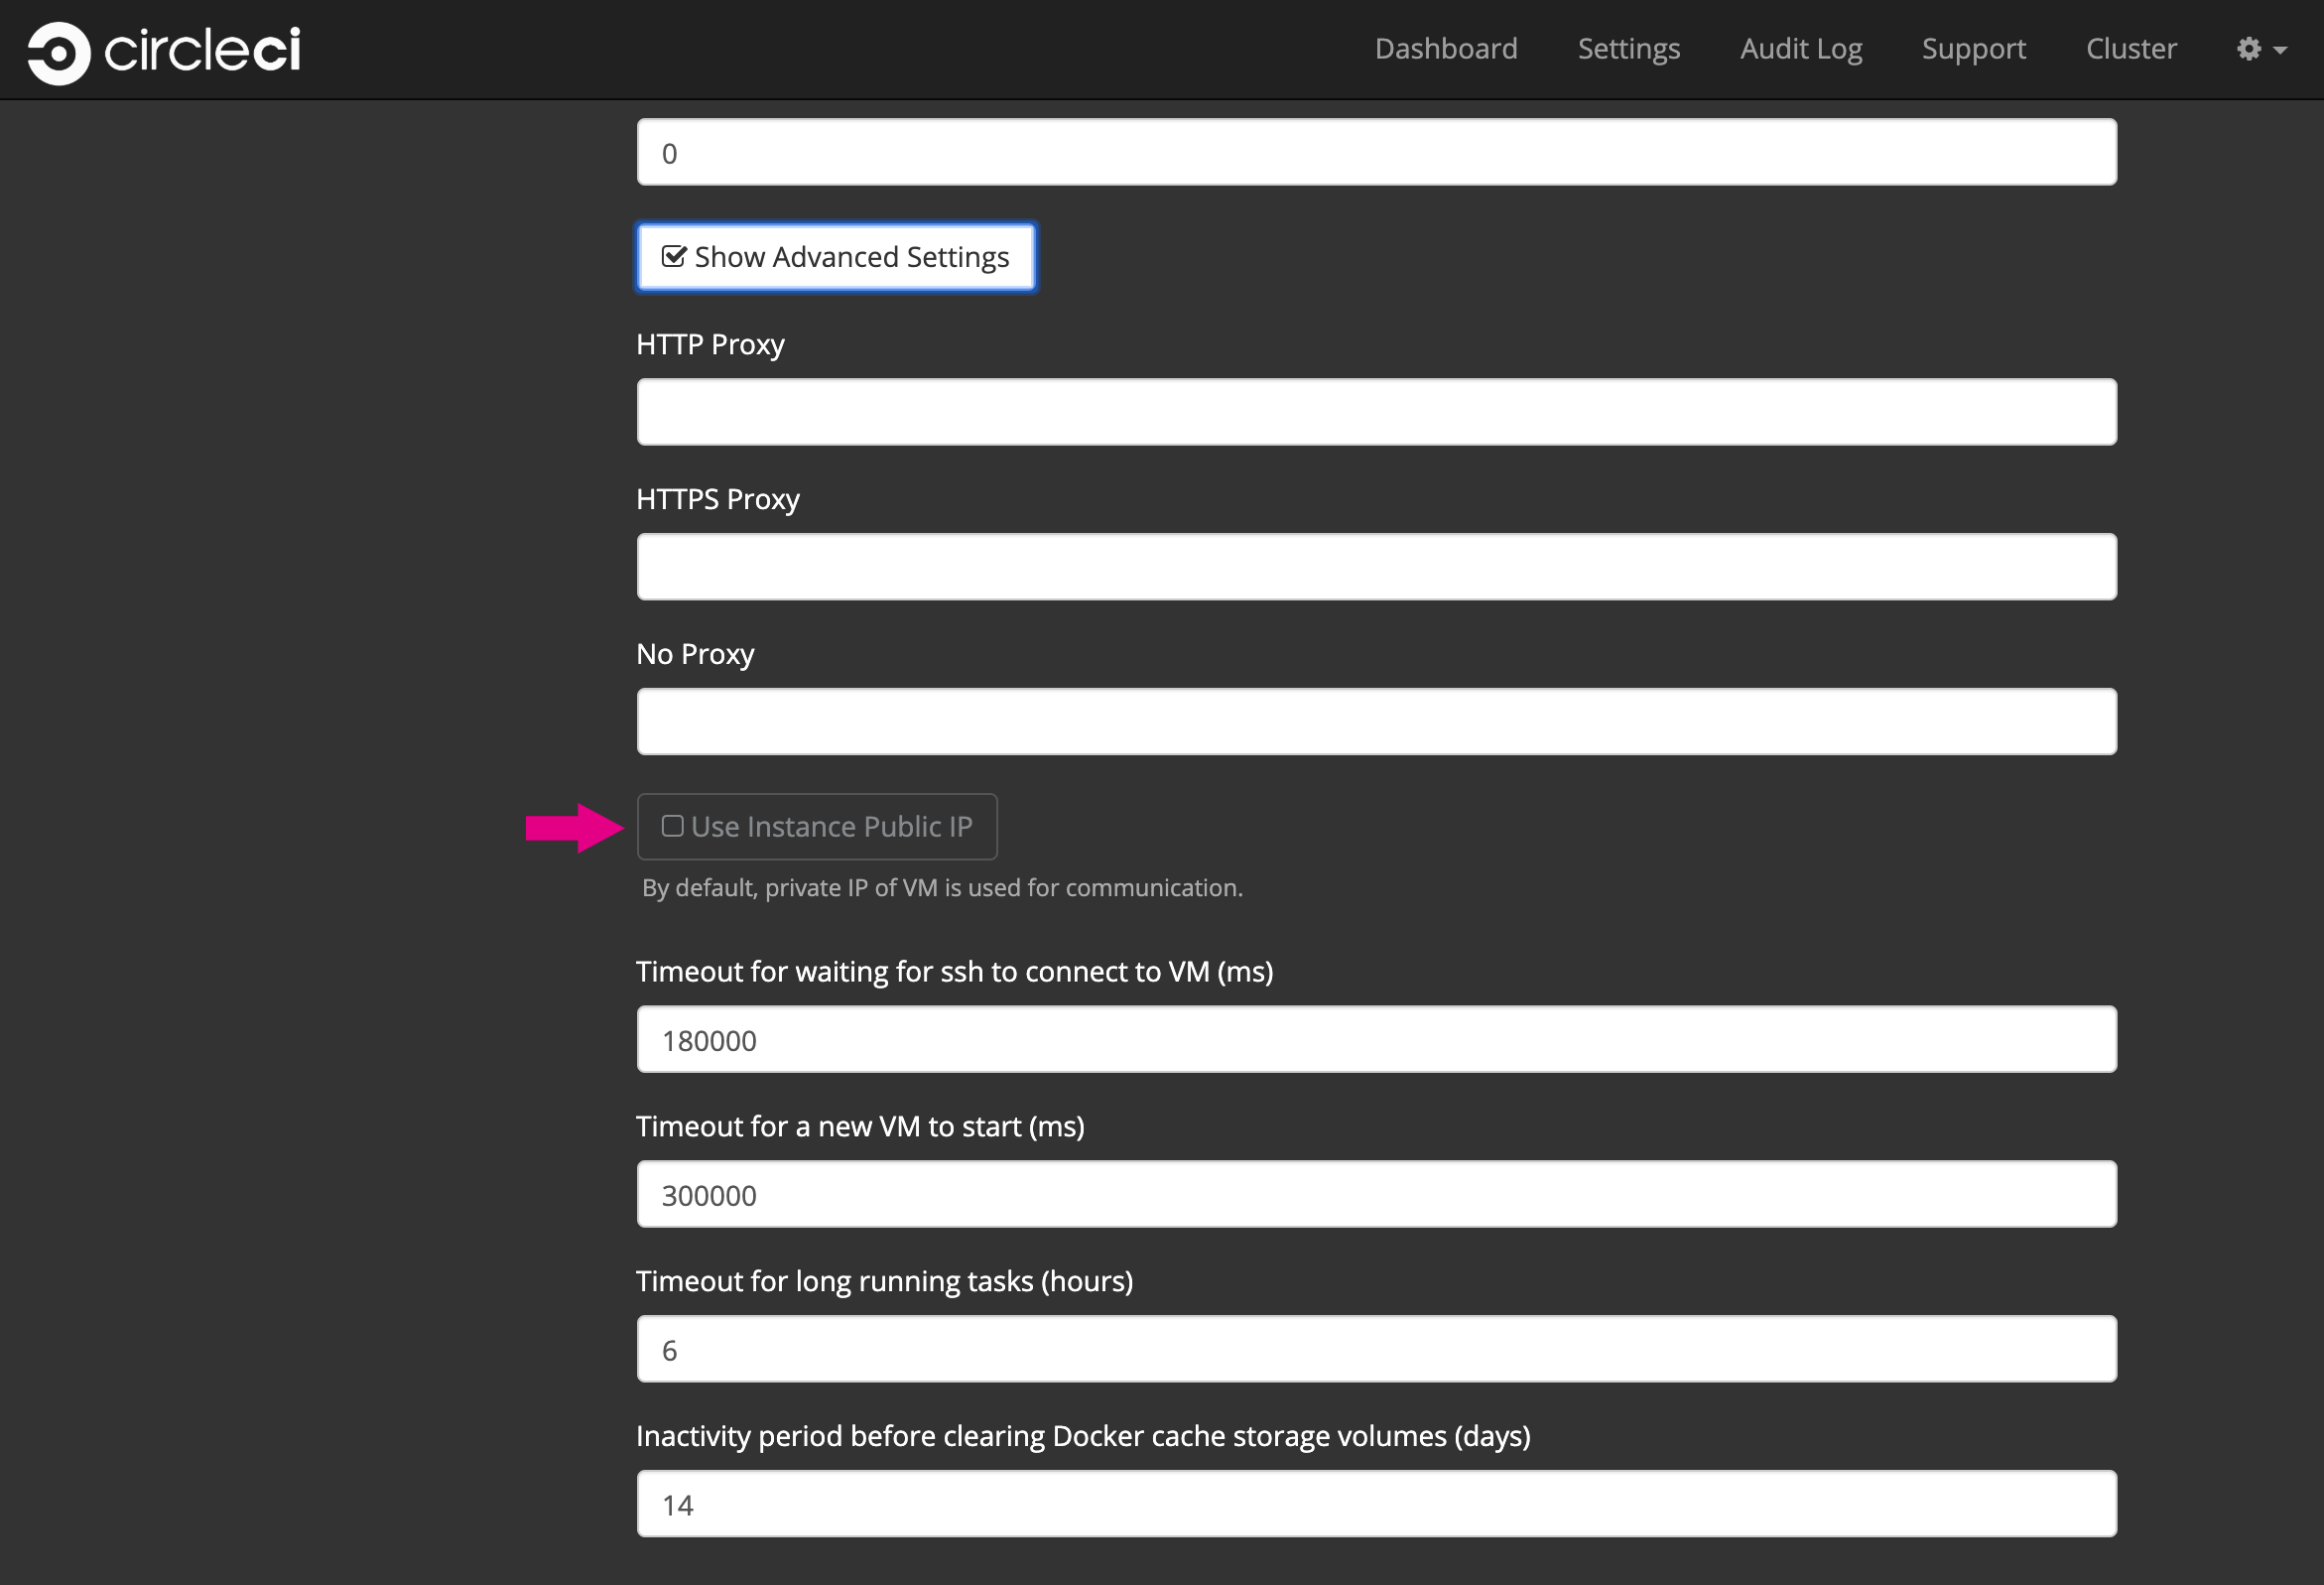 circleci
Dashboard Settings Audit Log Support Cluster
0
Show Advanced Settings
HTTP Proxy
HTTPS Proxy
No Proxy
Use Instance Public IP
By default, private IP of VM is used for communication.
Timeout for waiting for ssh to connect to VM (ms)
180000
Timeout for a new VM to start (ms)
300000
Timeout for long running tasks (hours)
6
Inactivity period before clearing Docker cache storage volumes (days)
14